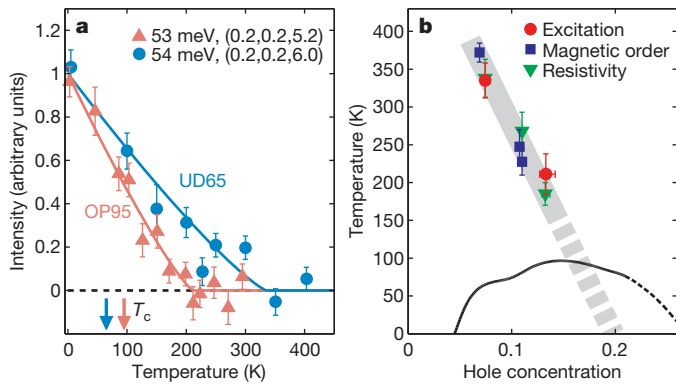 a
53 meV, (0.2,0.2,5.2)
54 meV, (0.2,0.2,6.0)
UD65
OP95
Tc
Intensity (arbitrary units)
1.4
1.2
1
0.8
0.6
0.4
0.2
0
0 100 200 300 400
Temperature (K)
b
Excitation
Magnetic order
Resistivity
Temperature (K)
400
350
300
250
200
150
100
50
0
0 0.1 0.2
Hole concentration